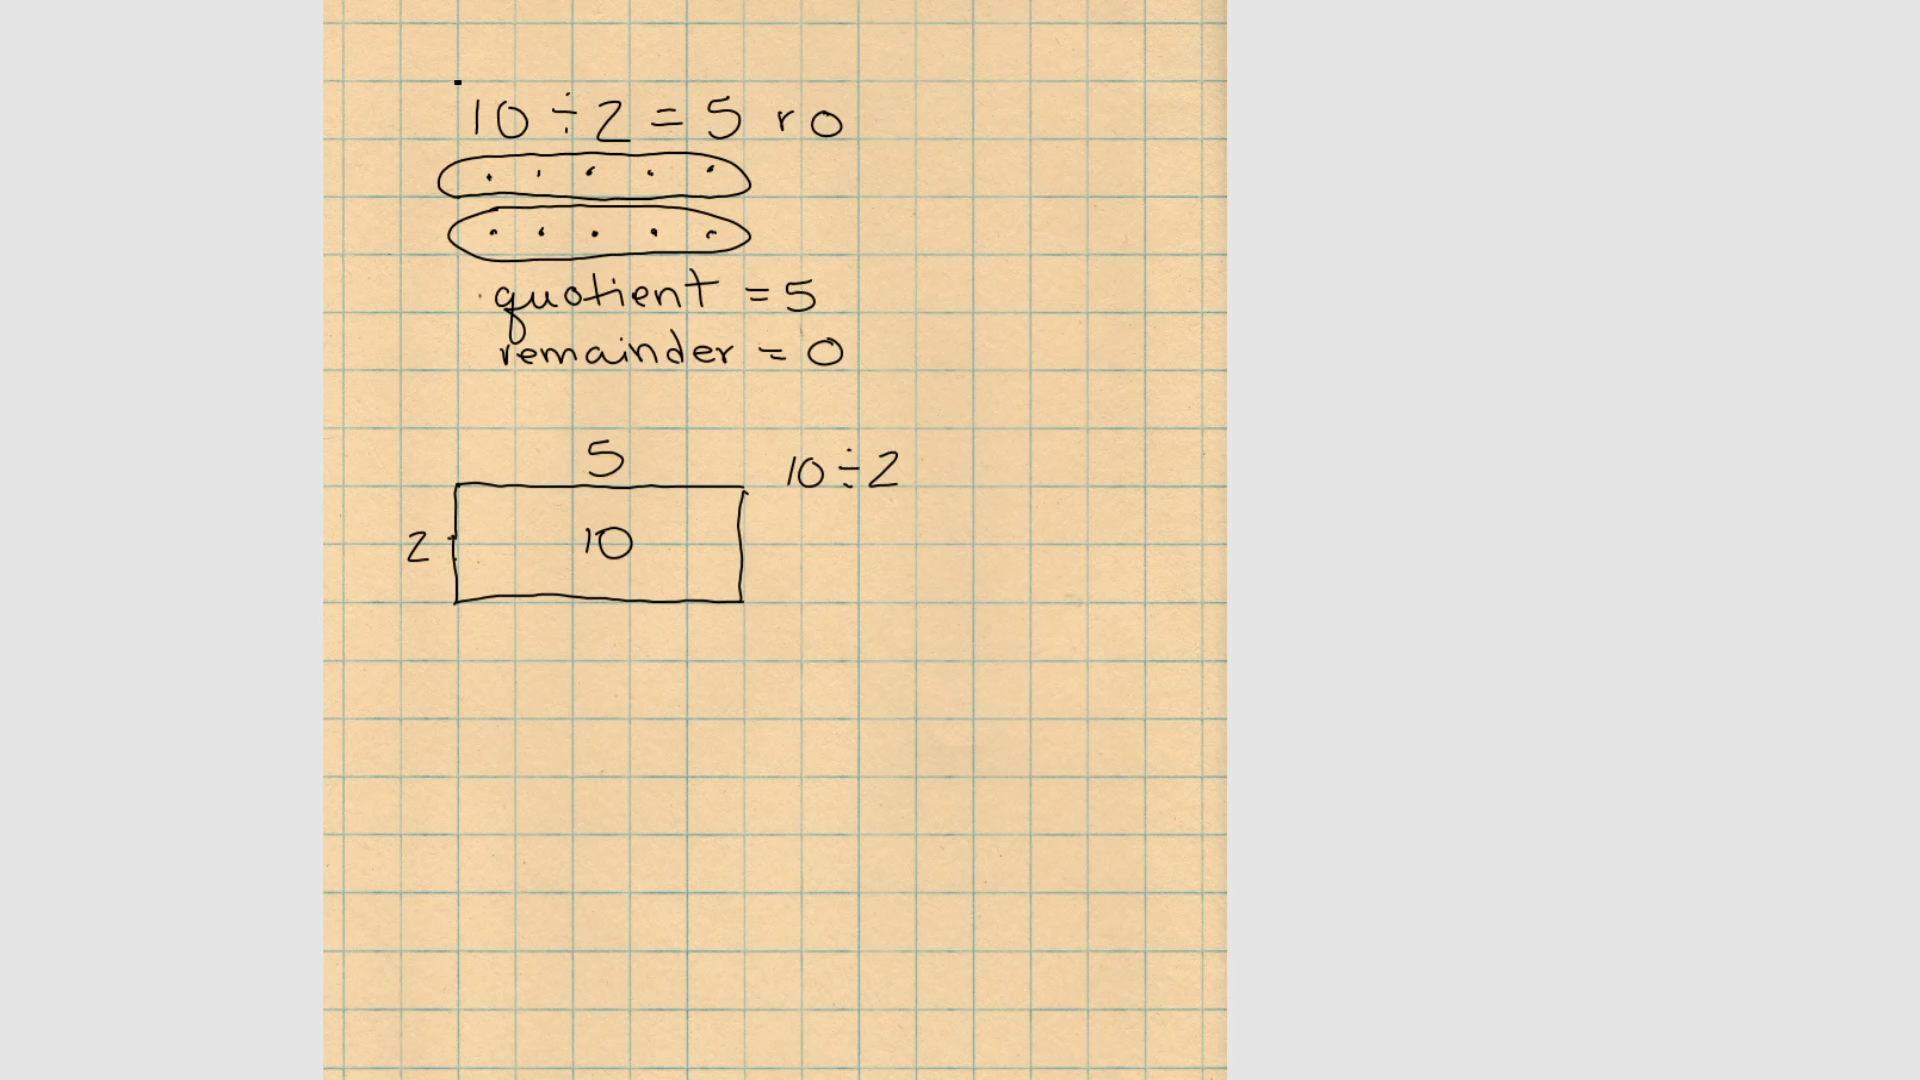 10 ÷ 2 = 5 r 0
quotient = 5
remainder = 0
5
10 ÷ 2
2
10